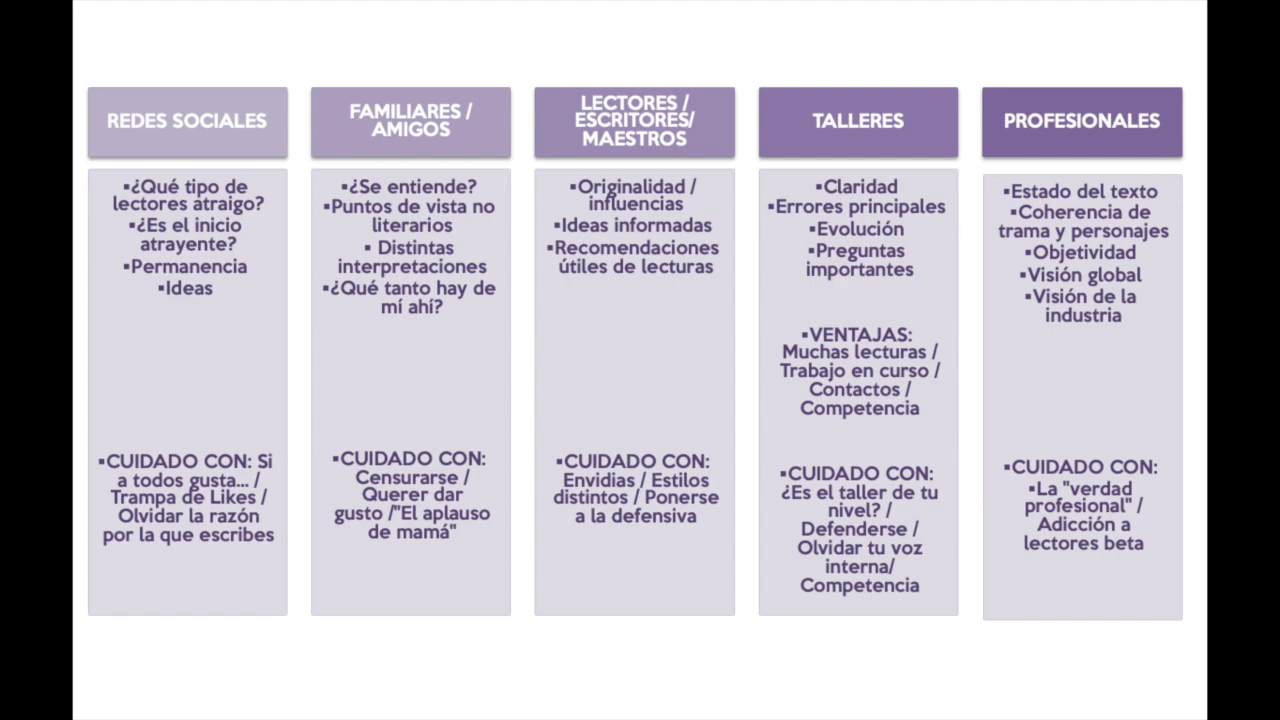 REDES SOCIALES
▪¿Qué tipo de
lectores atraigo?
▪¿Es el inicio
atrayente?
▪Permanencia
▪Ideas
▪CUIDADO CON: Si
a todos gusta... /
Trampa de Likes /
Olvidar la razón
por la que escribes
FAMILIARES /
AMIGOS
▪¿Se entiende?
▪Puntos de vista no
literarios
▪ Distintas
interpretaciones
▪¿Qué tanto hay de
mí ahí?
▪CUIDADO CON:
Censurarse /
Querer dar
gusto /"El aplauso
de mamá"
LECTORES /
ESCRITORES/
MAESTROS
▪Originalidad /
influencias
▪Ideas informadas
▪Recomendaciones
útiles de lecturas
▪CUIDADO CON:
Envidias / Estilos
distintos / Ponerse
a la defensiva
TALLERES
▪Claridad
▪Errores principales
▪Evolución
▪Preguntas
importantes
▪VENTAJAS:
Muchas lecturas /
Trabajo en curso /
Contactos /
Competencia
▪CUIDADO CON:
¿Es el taller de tu
nivel? /
Defenderse /
Olvidar tu voz
interna/
Competencia
PROFESIONALES
▪Estado del texto
▪Coherencia de
trama y personajes
▪Objetividad
▪Visión global
▪Visión de la
industria
▪CUIDADO CON:
▪La "verdad
profesional" /
Adicción a
lectores beta